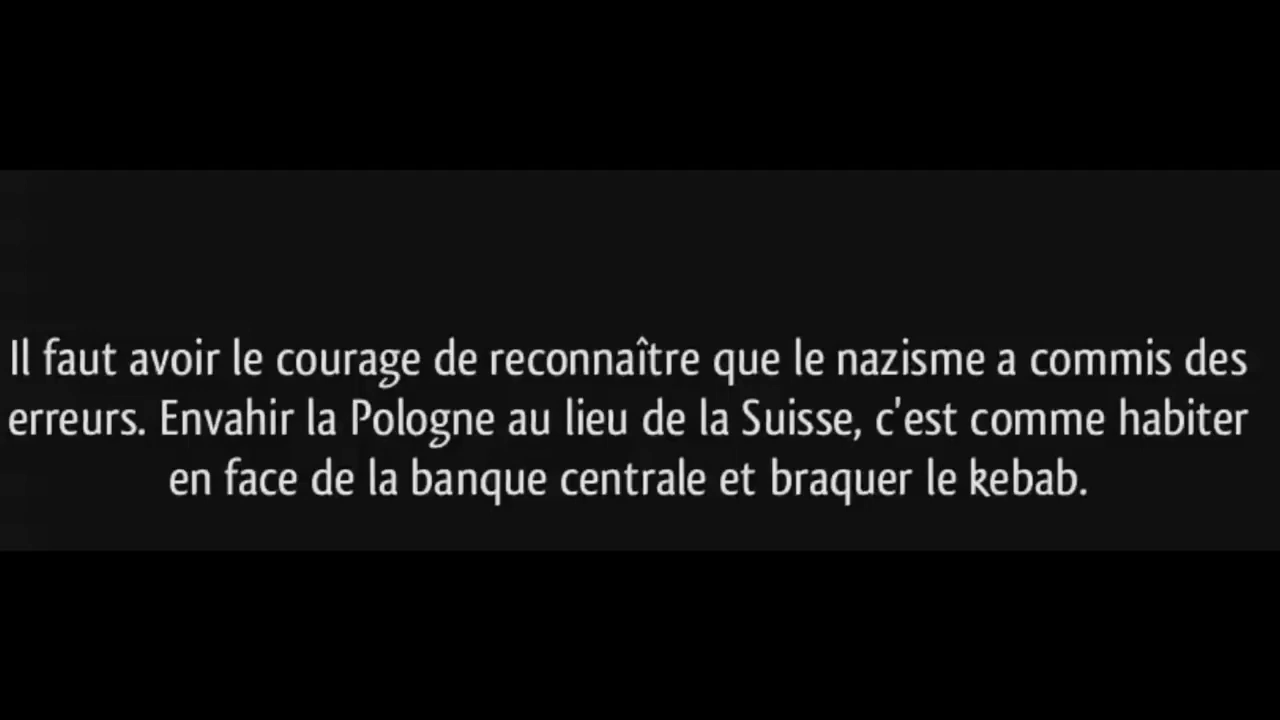 Il faut avoir le courage de reconnaître que le nazisme a commis des
erreurs. Envahir la Pologne au lieu de la Suisse, c'est comme habiter
en face de la banque centrale et braquer le kebab.